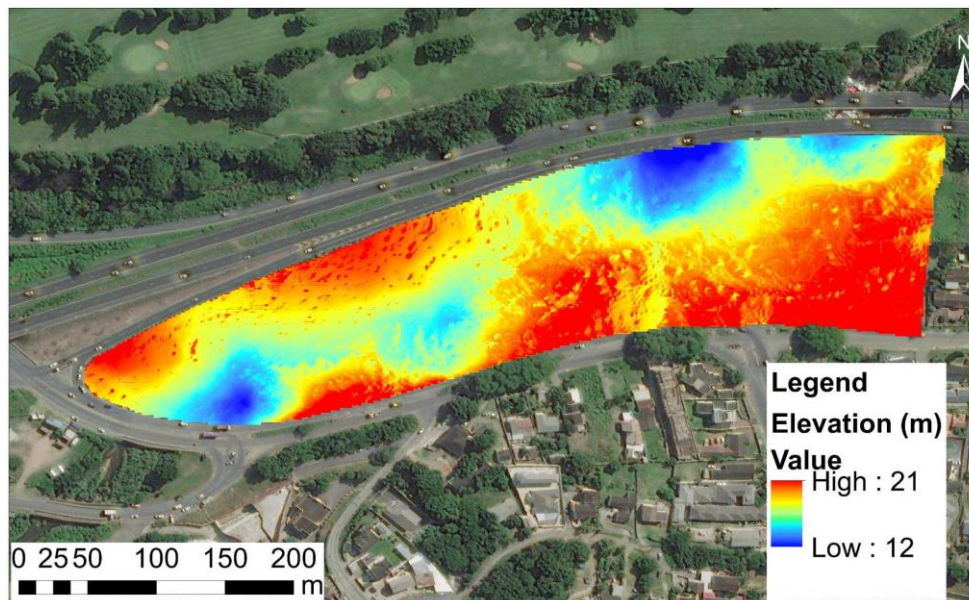 N
Legend
Elevation (m)
Value
High : 21
Low : 12
0 25 50 100 150 200
m